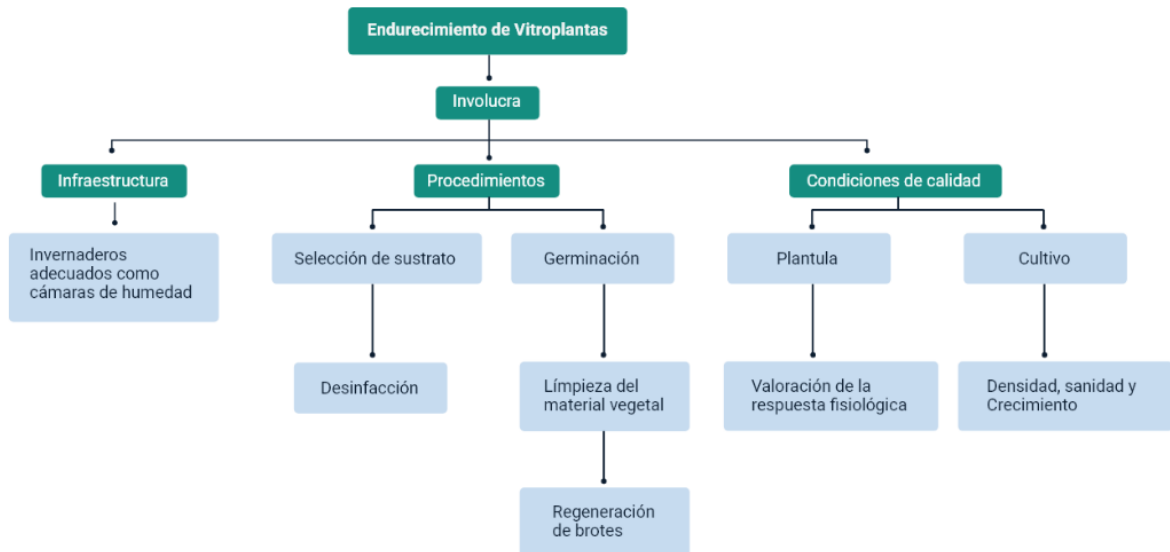 Endurecimiento de Vitroplantas
Involucra
Infraestructura
Procedimientos
Condiciones de calidad
Invernaderos
adecuados como
cámaras de humedad
Selección de sustrato
Germinación
Plantula
Cultivo
Desinfacción
Límpieza del
material vegetal
Valoración de la
respuesta fisiológica
Densidad, sanidad y
Crecimiento
Regeneración
de brotes